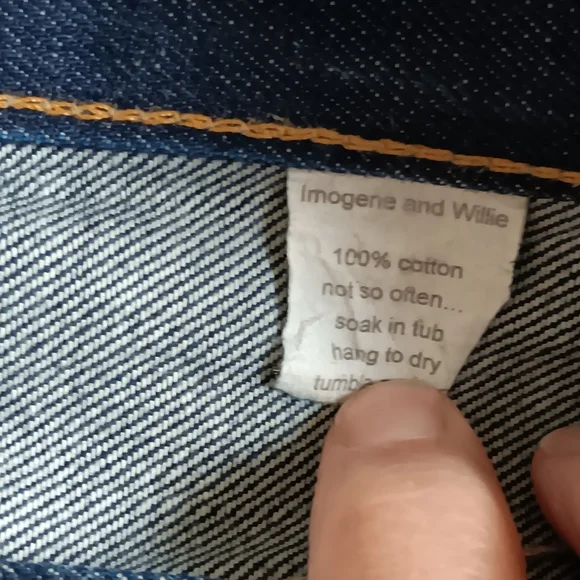 Imogene and Willie
100% cotton
not so often...
soak in tub
hang to dry